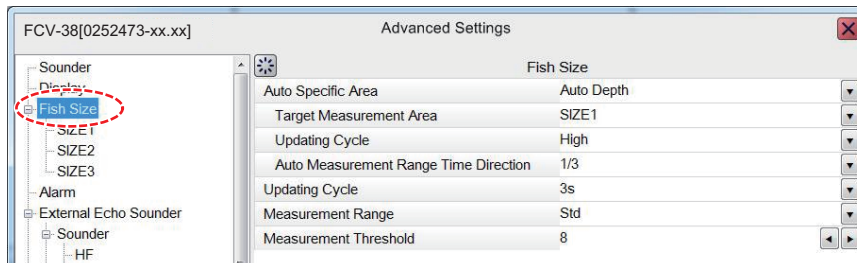 FCV-38[0252473-xx.xx]
Advanced Settings
Sounder
Display
Fish Size
SIZE1
SIZE2
SIZE3
Alarm
External Echo Sounder
Sounder
HF
Fish Size
Auto Specific Area Auto Depth
Target Measurement Area SIZE1
Updating Cycle High
Auto Measurement Range Time Direction 1/3
Updating Cycle 3s
Measurement Range Std
Measurement Threshold 8